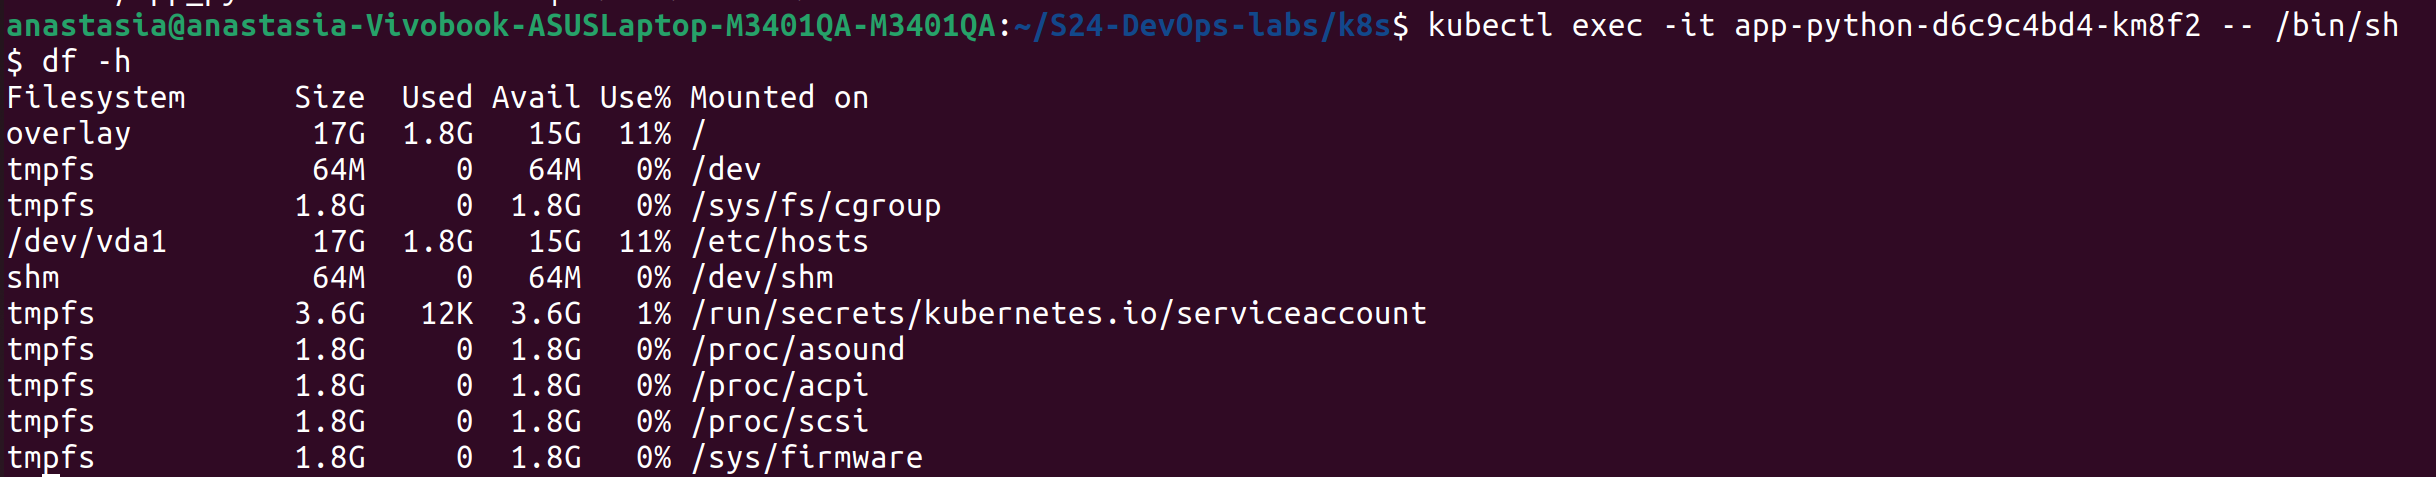 anastasia@anastasia-Vivobook-ASUSLaptop-M3401QA-M3401QA:~/S24-DevOps-labs/k8s$ kubectl exec -it app-python-d6c9c4bd4-km8f2 -- /bin/sh
$ df -h
Filesystem      Size  Used Avail Use% Mounted on
overlay          17G  1.8G   15G  11% /
tmpfs            64M     0   64M   0% /dev
tmpfs           1.8G     0  1.8G   0% /sys/fs/cgroup
/dev/vda1        17G  1.8G   15G  11% /etc/hosts
shm              64M     0   64M   0% /dev/shm
tmpfs           3.6G   12K  3.6G   1% /run/secrets/kubernetes.io/serviceaccount
tmpfs           1.8G     0  1.8G   0% /proc/asound
tmpfs           1.8G     0  1.8G   0% /proc/acpi
tmpfs           1.8G     0  1.8G   0% /proc/scsi
tmpfs           1.8G     0  1.8G   0% /sys/firmware